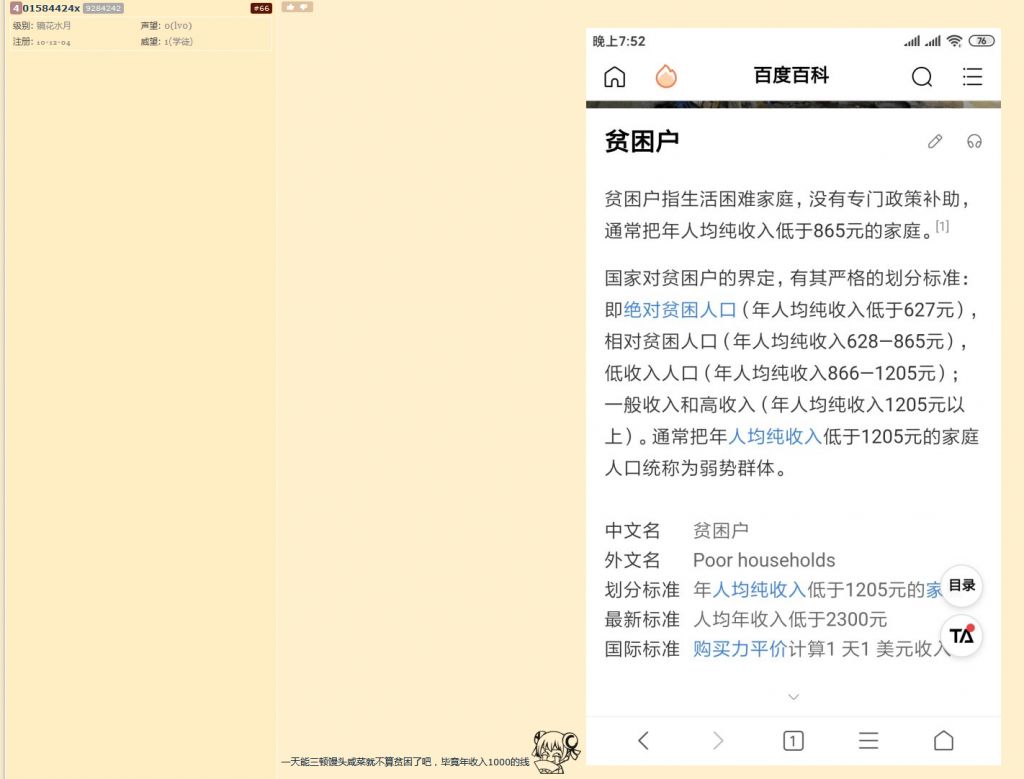 4 01584424x 9284242 #66
级别: 镜花水月 声望: 0(lv0)
注册: 10-12-04 威望: 1(学徒)
晚上7:52 76
百度百科
贫困户
贫困户指生活困难家庭，没有专门政策补助，
通常把年人均纯收入低于865元的家庭。[1]
国家对贫困户的界定，有其严格的划分标准：
即绝对贫困人口（年人均纯收入低于627元），
相对贫困人口（年人均纯收入628—865元），
低收入人口（年人均纯收入866—1205元）；
一般收入和高收入（年人均纯收入1205元以
上）。通常把年人均纯收入低于1205元的家庭
人口统称为弱势群体。
中文名 贫困户
外文名 Poor households
划分标准 年人均纯收入低于1205元的家
目录
最新标准 人均年收入低于2300元
TA
国际标准 购买力平价计算1 天1 美元收入
1
一天能三顿馒头咸菜就不算贫困了吧，毕竟年收入1000的线